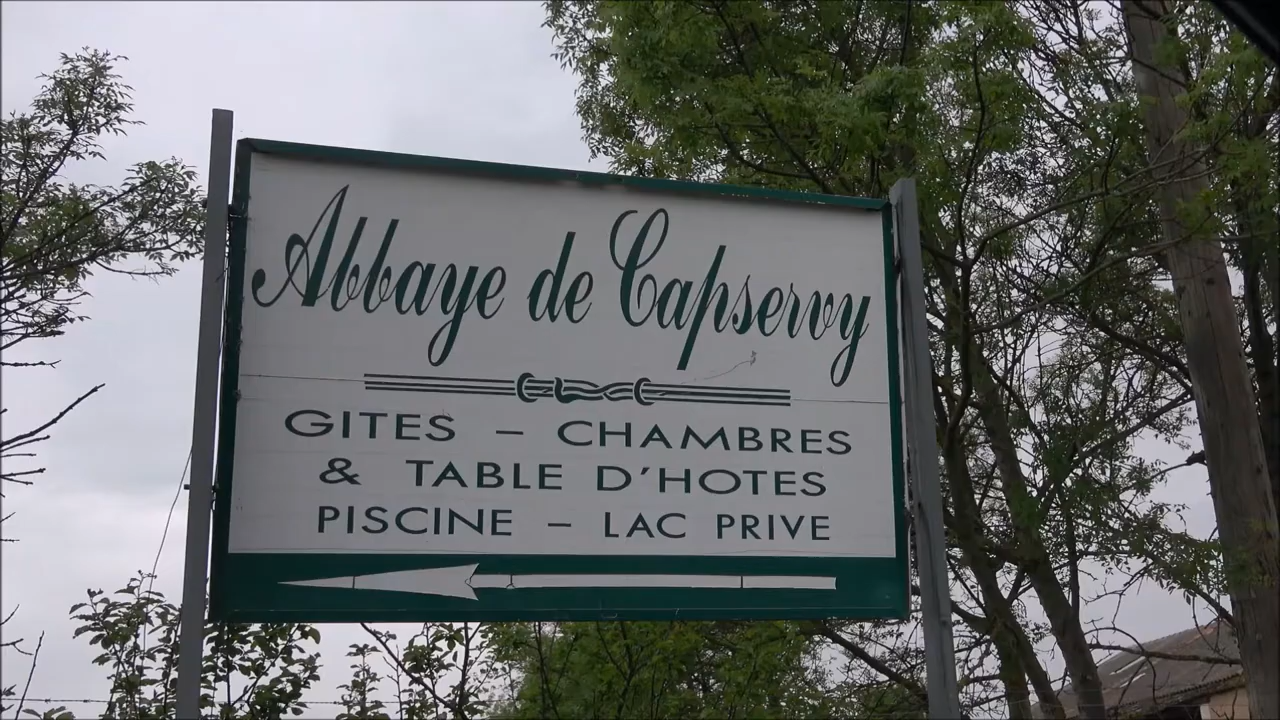 Abbaye de Capservy
GITES - CHAMBRES
& TABLE D'HOTES
PISCINE - LAC PRIVE